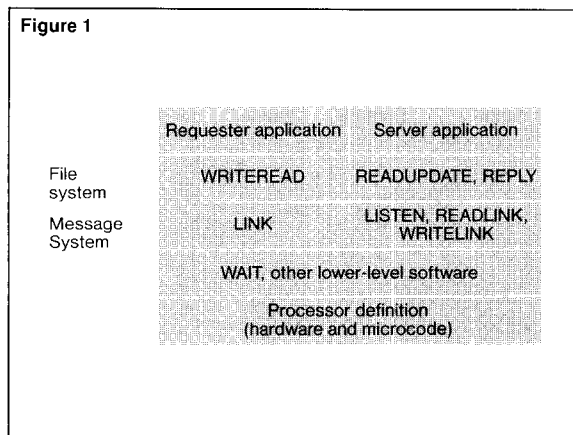 Figure 1
Requester application Server application
File system WRITEREAD READUPDATE, REPLY
Message System LINK LISTEN, READLINK, WRITELINK
WAIT, other lower-level software
Processor definition
(hardware and microcode)